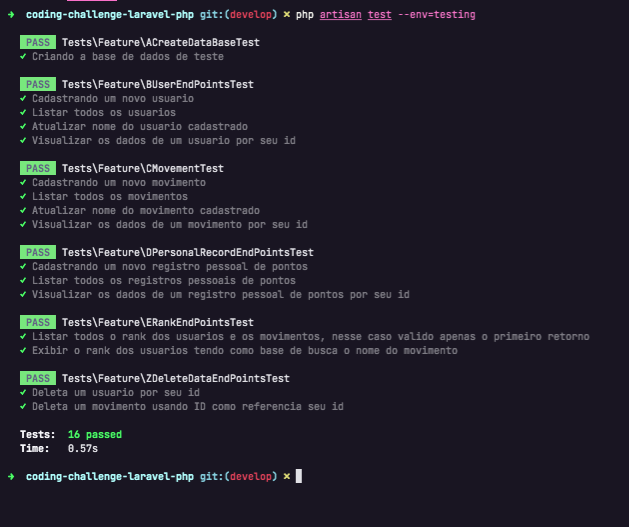 ➜ coding-challenge-laravel-php git:(develop) ✗ php artisan test --env=testing
PASS Tests\Feature\ACreateDataBaseTest
✓ Criando a base de dados de teste
PASS Tests\Feature\BUserEndPointsTest
✓ Cadastrando um novo usuario
✓ Listar todos os usuarios
✓ Atualizar nome do usuario cadastrado
✓ Visualizar os dados de um usuario por seu id
PASS Tests\Feature\CMovementTest
✓ Cadastrando um novo movimento
✓ Listar todos os movimentos
✓ Atualizar nome do movimento cadastrado
✓ Visualizar os dados de um movimento por seu id
PASS Tests\Feature\DPersonalRecordEndPointsTest
✓ Cadastrando um novo registro pessoal de pontos
✓ Listar todos os registros pessoais de pontos
✓ Visualizar os dados de um registro pessoal de pontos por seu id
PASS Tests\Feature\ERankEndPointsTest
✓ Listar todos o rank dos usuarios e os movimentos, nesse caso valido apenas o primeiro retorno
✓ Exibir o rank dos usuarios tendo como base de busca o nome do movimento
PASS Tests\Feature\ZDeleteDataEndPointsTest
✓ Deleta um usuario por seu id
✓ Deleta um movimento usando ID como referencia seu id
Tests: 16 passed
Time: 0.57s
➜ coding-challenge-laravel-php git:(develop) ✗